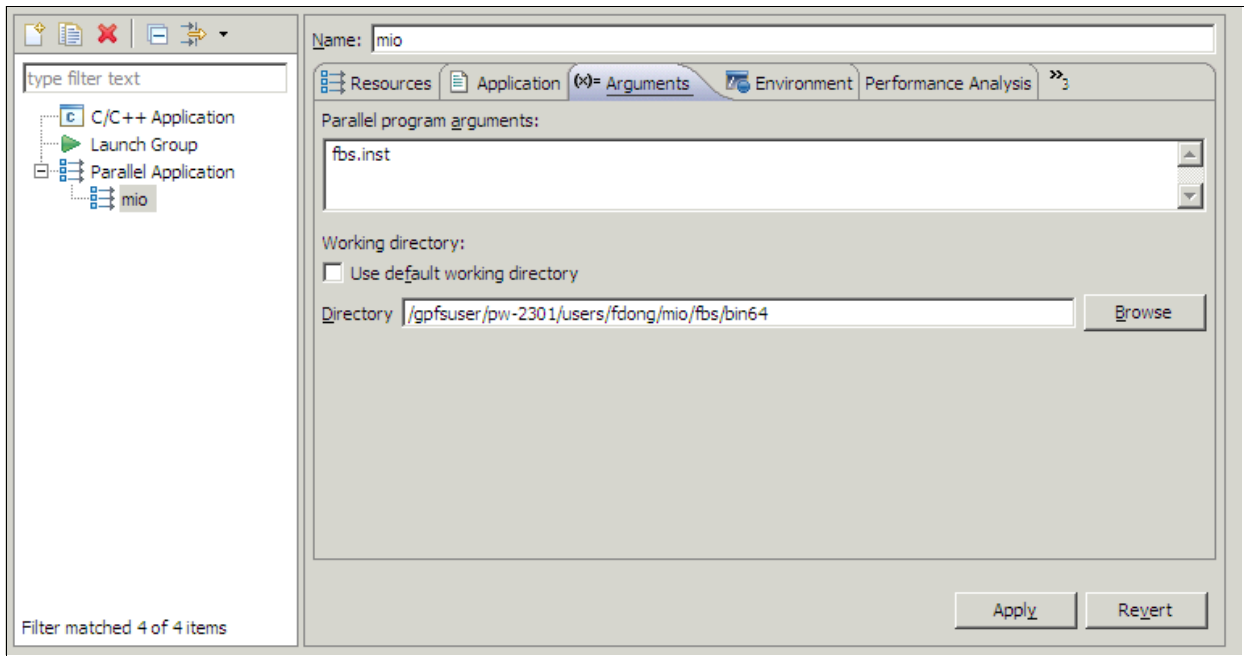 Name: mio
type filter text
Resources Application (x)= Arguments Environment Performance Analysis »3
C/C++ Application
Launch Group
Parallel Application
mio
Parallel program arguments:
fbs.inst
Working directory:
Use default working directory
Directory /gpfsuser/pw-2301/users/fdong/mio/fbs/bin64 Browse
Apply Revert
Filter matched 4 of 4 items